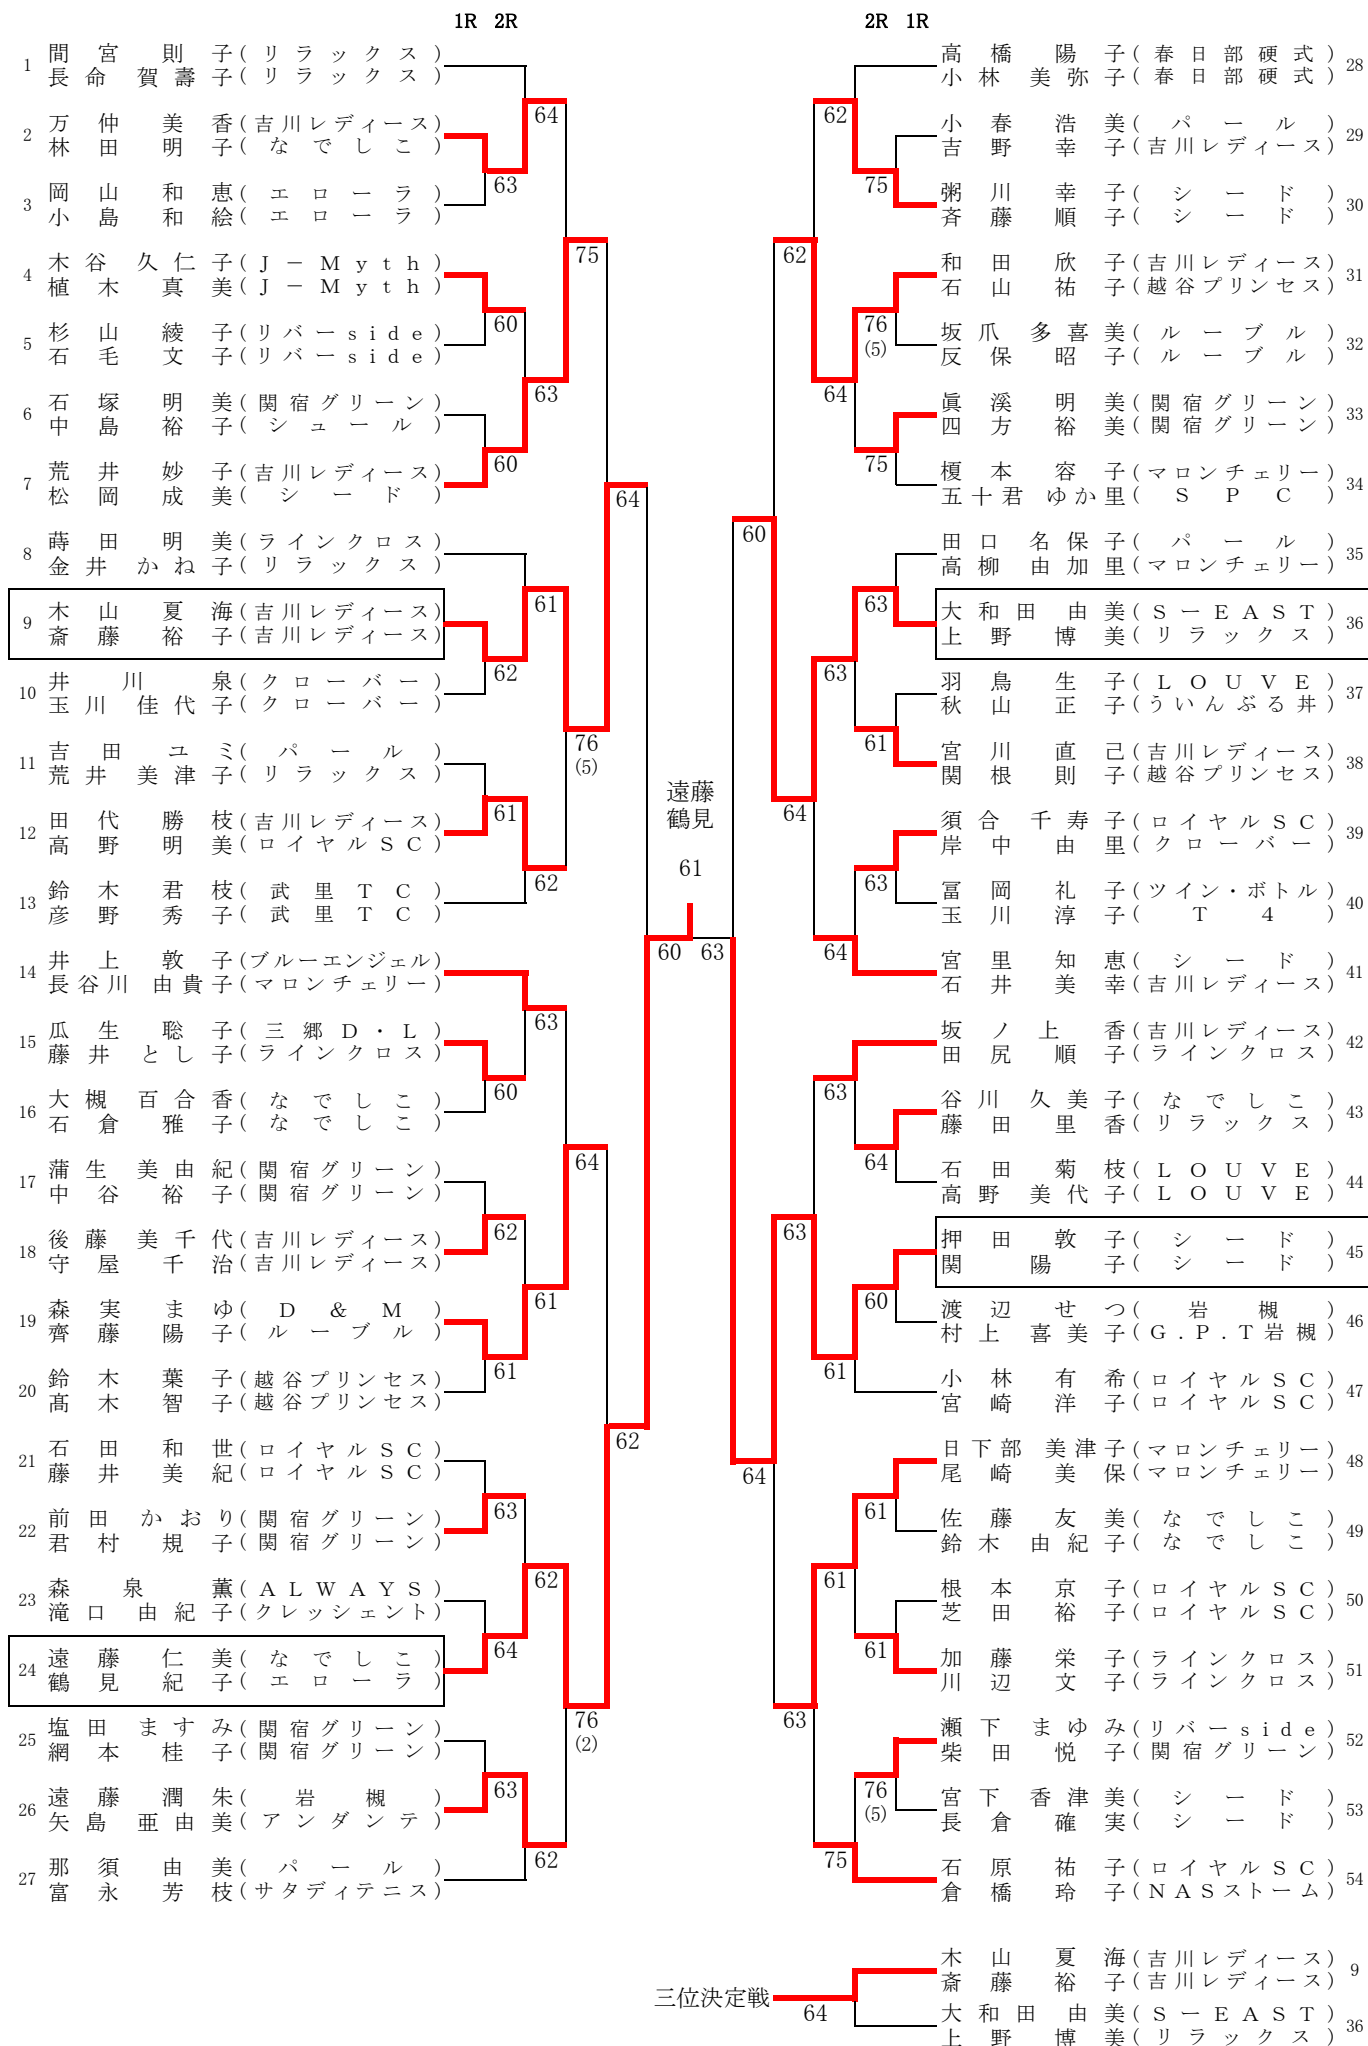 1R 2R
1 間宮 則子(リラックス)
長命 賀壽子(リラックス)
64
2 万仲 美香(吉川レディース)
林田 明子(なでしこ)
63
3 岡山 和恵(エローラ)
小島 和絵(エローラ)
75
4 木谷 久仁子(J－Myth)
植木 真美(J－Myth)
60
5 杉山 綾子(リバーside)
石毛 文子(リバーside)
63
6 石塚 明美(関宿グリーン)
中島 裕子(シュール)
60
7 荒井 妙子(吉川レディース)
松岡 成美(シード)
64
8 蒔田 明美(ラインクロス)
金井 かね子(リラックス)
61
9 木山 夏海(吉川レディース)
斎藤 裕子(吉川レディース)
62
10 井川 泉(クローバー)
玉川 佳代子(クローバー)
76
(5)
11 吉田 ユミ(パール)
荒井 美津子(リラックス)
61
12 田代 勝枝(吉川レディース)
高野 明美(ロイヤルSC)
62
13 鈴木 君枝(武里TC)
彦野 秀子(武里TC)
14 井上 敦子(ブルーエンジェル)
長谷川 由貴子(マロンチェリー)
63
15 瓜生 聡子(三郷D・L)
藤井 とし子(ラインクロス)
60
16 大槻 百合香(なでしこ)
石倉 雅子(なでしこ)
64
17 蒲生 美由紀(関宿グリーン)
中谷 裕子(関宿グリーン)
62
18 後藤 美千代(吉川レディース)
守屋 千治(吉川レディース)
61
19 森実 まゆ(D&M)
齊藤 陽子(ルーブル)
61
20 鈴木 葉子(越谷プリンセス)
髙木 智子(越谷プリンセス)
62
21 石田 和世(ロイヤルSC)
藤井 美紀(ロイヤルSC)
63
22 前田 かおり(関宿グリーン)
君村 規子(関宿グリーン)
62
23 森泉 薫(ALWAYS)
滝口 由紀子(クレッシェント)
64
24 遠藤 仁美(なでしこ)
鶴見 紀子(エローラ)
76
(2)
25 塩田 ますみ(関宿グリーン)
網本 桂子(関宿グリーン)
63
26 遠藤 潤朱(岩槻)
矢島 亜由美(アンダンテ)
62
27 那須 由美(パール)
富永 芳枝(サタディテニス)
遠藤
鶴見
61
60 63
2R 1R
高橋 陽子(春日部硬式) 28
小林 美弥子(春日部硬式)
62
小春 浩美(パール) 29
吉野 幸子(吉川レディース)
75
粥川 幸子(シード) 30
斉藤 順子(シード)
62
和田 欣子(吉川レディース) 31
石山 祐子(越谷プリンセス)
76
(5)
坂爪 多喜美(ルーブル) 32
反保 昭子(ルーブル)
64
眞溪 明美(関宿グリーン) 33
四方 裕美(関宿グリーン)
75
榎本 容子(マロンチェリー) 34
五十君 ゆか里(SPC)
60
田口 名保子(パール) 35
高柳 由加里(マロンチェリー)
63
大和田 由美(SーEAST) 36
上野 博美(リラックス)
63
羽鳥 生子(LOUVE) 37
秋山 正子(ういんぶる井)
61
宮川 直己(吉川レディース) 38
関根 則子(越谷プリンセス)
64
須合 千寿子(ロイヤルSC) 39
岸中 由里(クローバー)
63
冨岡 礼子(ツイン・ボトル) 40
玉川 淳子(T4)
64
宮里 知恵(シード) 41
石井 美幸(吉川レディース)
坂ノ上 香(吉川レディース) 42
田尻 順子(ラインクロス)
63
谷川 久美子(なでしこ) 43
藤田 里香(リラックス)
64
石田 菊枝(LOUVE) 44
高野 美代子(LOUVE)
63
押田 敦子(シード) 45
関 陽子(シード)
60
渡辺 せつ(岩槻) 46
村上 喜美子(G.P.T岩槻)
61
小林 有希(ロイヤルSC) 47
宮崎 洋子(ロイヤルSC)
64
日下部 美津子(マロンチェリー) 48
尾崎 美保(マロンチェリー)
61
佐藤 友美(なでしこ) 49
鈴木 由紀子(なでしこ)
61
根本 京子(ロイヤルSC) 50
芝田 裕子(ロイヤルSC)
61
加藤 栄子(ラインクロス) 51
川辺 文子(ラインクロス)
63
瀬下 まゆみ(リバーside) 52
柴田 悦子(関宿グリーン)
76
(5)
宮下 香津美(シード) 53
長倉 確実(シード)
75
石原 祐子(ロイヤルSC) 54
倉橋 玲子(NASストーム)
三位決定戦
64
木山 夏海(吉川レディース) 9
斎藤 裕子(吉川レディース)
大和田 由美(SーEAST) 36
上野 博美(リラックス)